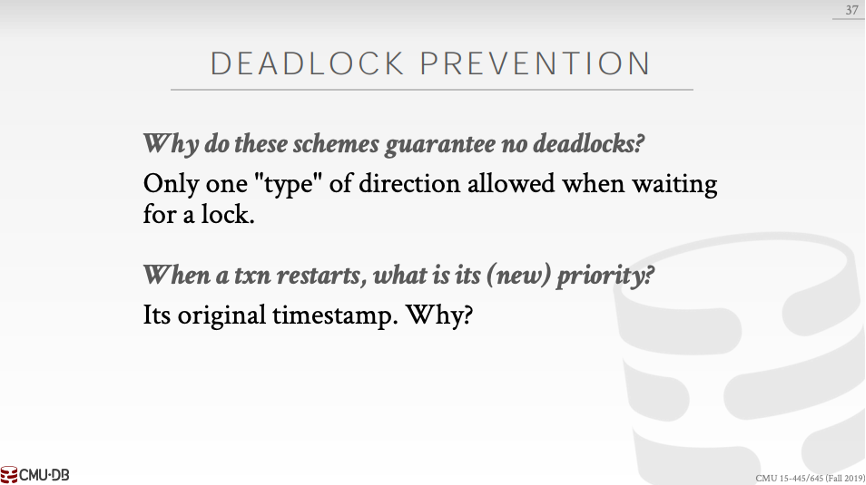 37
DEADLOCK PREVENTION
Why do these schemes guarantee no deadlocks?
Only one "type" of direction allowed when waiting
for a lock.
When a txn restarts, what is its (new) priority?
Its original timestamp. Why?
CMU·DB
CMU 15-445/645 (Fall 2019)